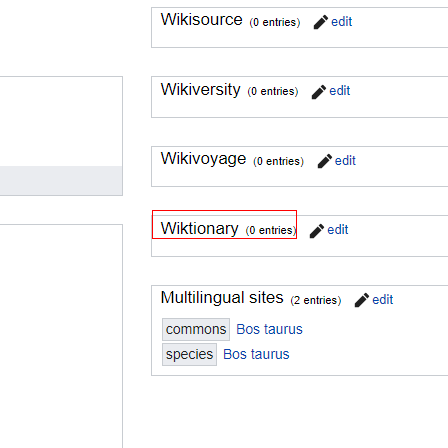 Wikisource (0 entries) edit
Wikiversity (0 entries) edit
Wikivoyage (0 entries) edit
Wiktionary (0 entries) edit
Multilingual sites (2 entries) edit
commons Bos taurus
species Bos taurus